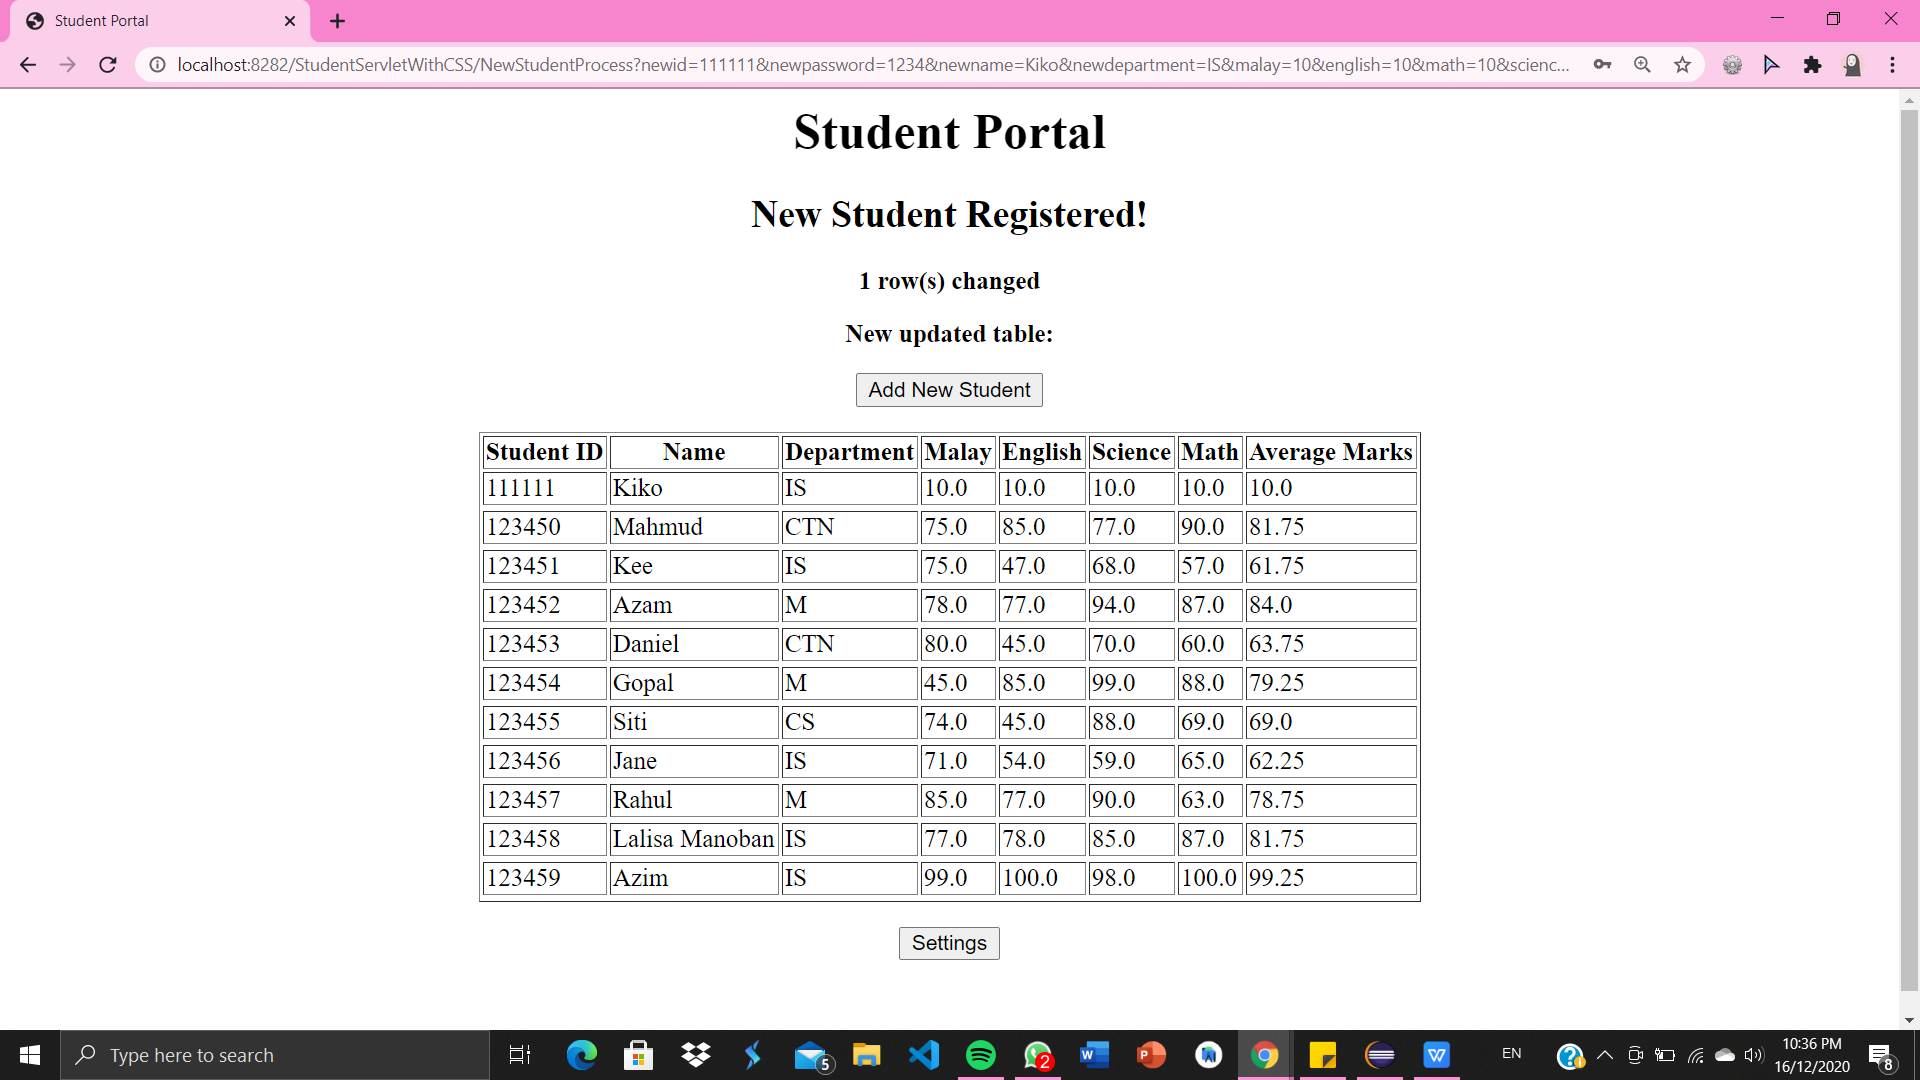 Student Portal
localhost:8282/StudentServletWithCSS/NewStudentProcess?newid=111111&newpassword=1234&newname=Kiko&newdepartment=IS&malay=10&english=10&math=10&scienc...
Student Portal
New Student Registered!
1 row(s) changed
New updated table:
Add New Student
Student ID Name Department Malay English Science Math Average Marks
111111 Kiko IS 10.0 10.0 10.0 10.0 10.0
123450 Mahmud CTN 75.0 85.0 77.0 90.0 81.75
123451 Kee IS 75.0 47.0 68.0 57.0 61.75
123452 Azam M 78.0 77.0 94.0 87.0 84.0
123453 Daniel CTN 80.0 45.0 70.0 60.0 63.75
123454 Gopal M 45.0 85.0 99.0 88.0 79.25
123455 Siti CS 74.0 45.0 88.0 69.0 69.0
123456 Jane IS 71.0 54.0 59.0 65.0 62.25
123457 Rahul M 85.0 77.0 90.0 63.0 78.75
123458 Lalisa Manoban IS 77.0 78.0 85.0 87.0 81.75
123459 Azim IS 99.0 100.0 98.0 100.0 99.25
Settings
Type here to search
5
2
EN
10:36 PM
16/12/2020
8